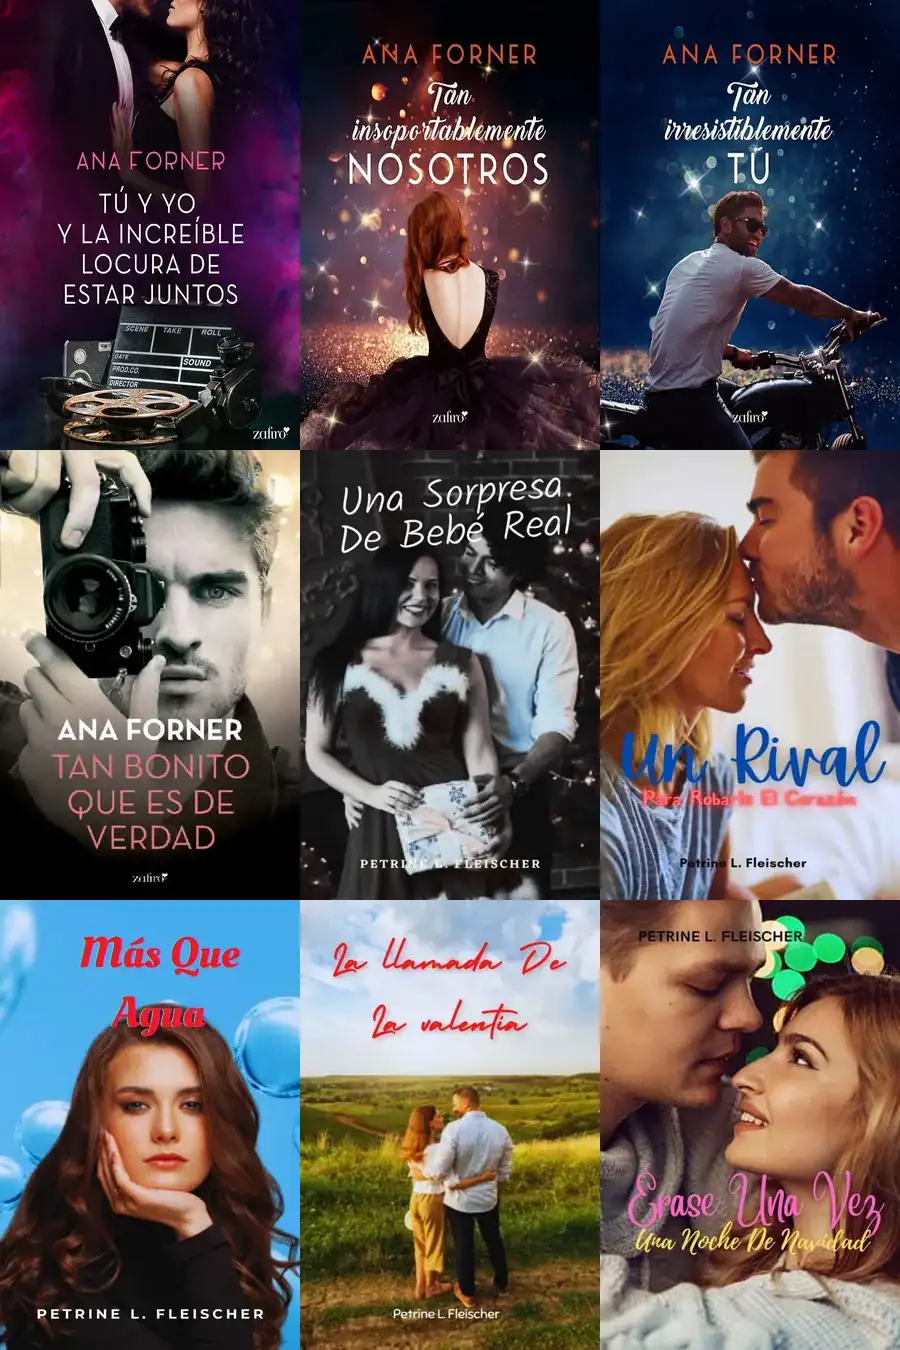 ANA FORNER
TÚ Y YO
Y LA INCREÍBLE
LOCURA DE
ESTAR JUNTOS
SCENE TAKE ROLL
DATE
SOUND
PROD.CO.
DIRECTOR
zafiro
ANA FORNER
Tan
insoportablemente
NOSOTROS
zafiro
ANA FORNER
Tan
irresistiblemente
TÚ
zafiro
ANA FORNER
TAN BONITO
QUE ES DE
VERDAD
zafiro
Una Sorpresa
De Bebé Real
PETRINE L. FLEISCHER
Un Rival
Para Robarle El Corazón
Petrine L. Fleischer
Más Que
Agua
PETRINE L. FLEISCHER
La llamada De
La valentía
Petrine L. Fleischer
PETRINE L. FLEISCHER
Érase Una Vez
Una Noche De Navidad